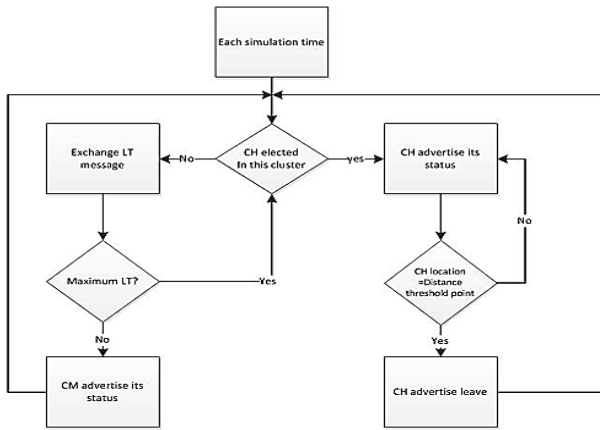 Each simulation time
Exchange LT
message
No
CH elected
In this cluster
yes
CH advertise its
status
Maximum LT?
Yes
CH location
=Distance
threshold point
No
No
Yes
CM advertise its
status
CH advertise leave